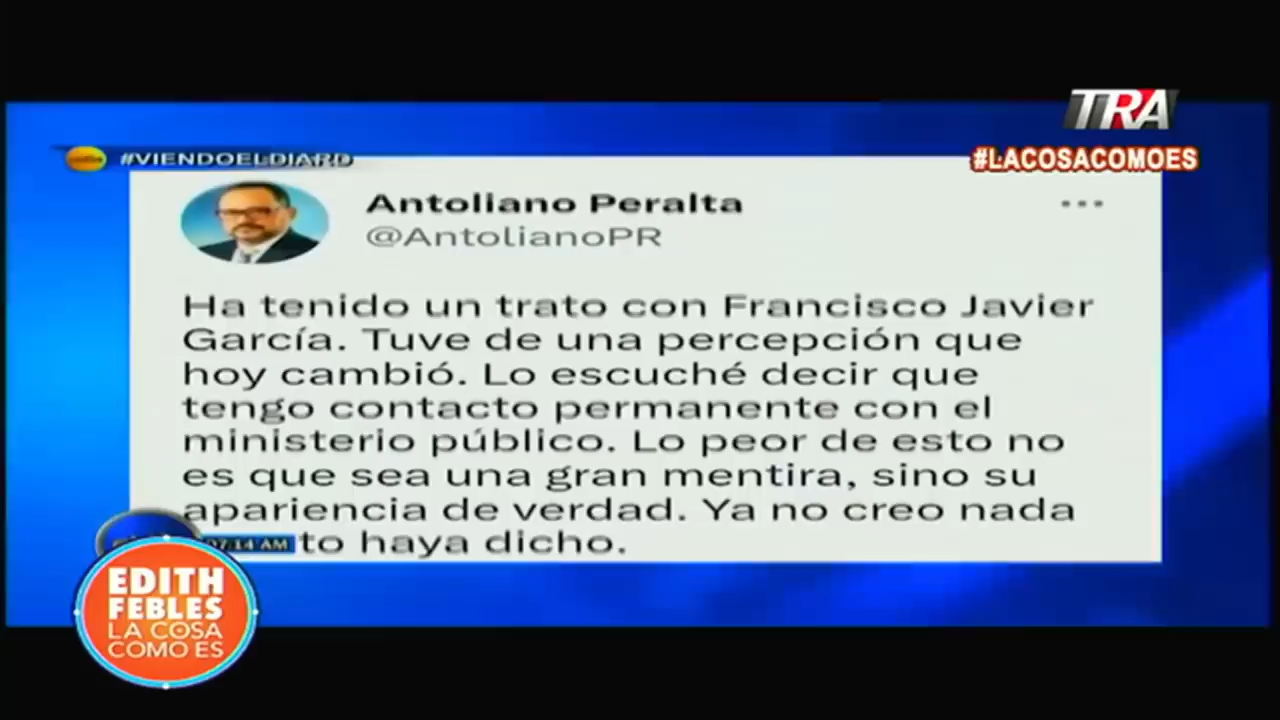 TRA
#LACOSACOMOES
#VIENDOELDIARD
Antoliano Peralta
@AntolianoPR
Ha tenido un trato con Francisco Javier
García. Tuve de una percepción que
hoy cambió. Lo escuché decir que
tengo contacto permanente con el
ministerio público. Lo peor de esto no
es que sea una gran mentira, sino su
apariencia de verdad. Ya no creo nada
to haya dicho.
07:14 AM
EDITH
FEBLES
LA COSA
COMO ES